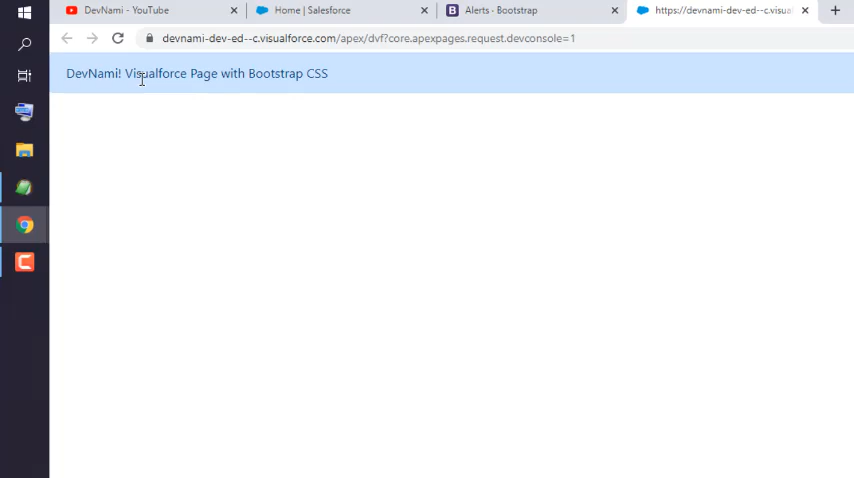 DevNami - YouTube
Home | Salesforce
B Alerts · Bootstrap
https://devnami-dev-ed--c.visual
devnami-dev-ed--c.visualforce.com/apex/dvf?core.apexpages.request.devconsole=1
DevNami! Visualforce Page with Bootstrap CSS